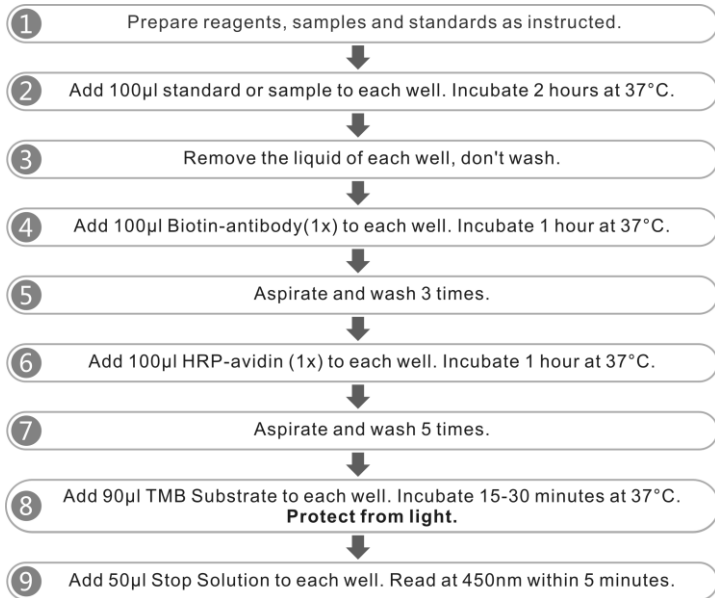 1 Prepare reagents, samples and standards as instructed.
2 Add 100μl standard or sample to each well. Incubate 2 hours at 37°C.
3 Remove the liquid of each well, don't wash.
4 Add 100μl Biotin-antibody(1x) to each well. Incubate 1 hour at 37°C.
5 Aspirate and wash 3 times.
6 Add 100μl HRP-avidin (1x) to each well. Incubate 1 hour at 37°C.
7 Aspirate and wash 5 times.
8 Add 90μl TMB Substrate to each well. Incubate 15-30 minutes at 37°C.
Protect from light.
9 Add 50μl Stop Solution to each well. Read at 450nm within 5 minutes.